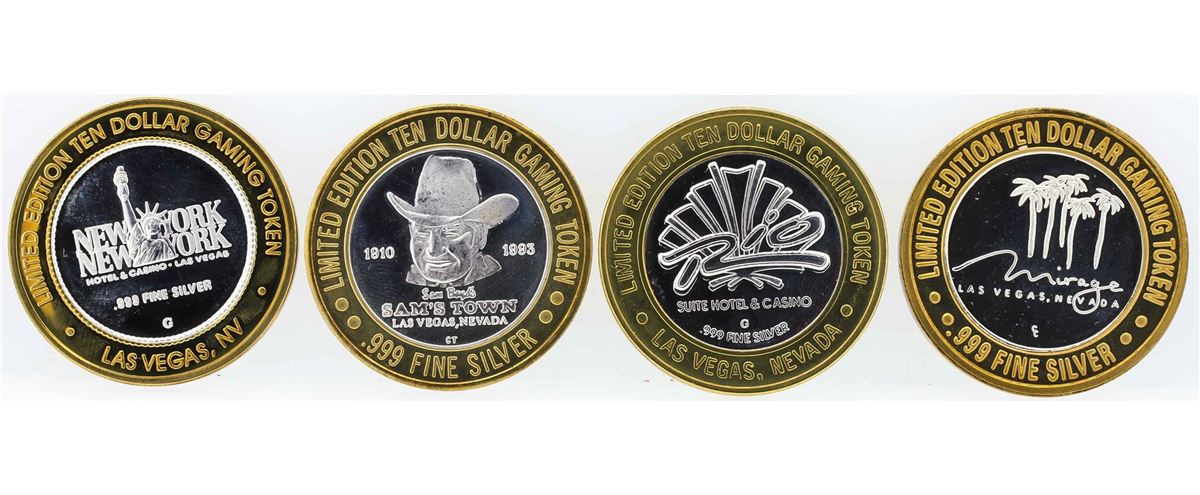 LIMITED EDITION TEN DOLLAR GAMING TOKEN
NEW YORK
NEW YORK
HOTEL & CASINO • LAS VEGAS
.999 FINE SILVER
G
• LAS VEGAS, NV •
LIMITED EDITION TEN DOLLAR GAMING TOKEN
1910 1993
Sam Boyd's
SAM'S TOWN
LAS VEGAS, NEVADA
CT
• .999 FINE SILVER •
LIMITED EDITION TEN DOLLAR GAMING TOKEN
Rio
SUITE HOTEL & CASINO
G
.999 FINE SILVER
• LAS VEGAS, NEVADA •
LIMITED EDITION TEN DOLLAR GAMING TOKEN
Mirage
LAS VEGAS, NEVADA
• .999 FINE SILVER •